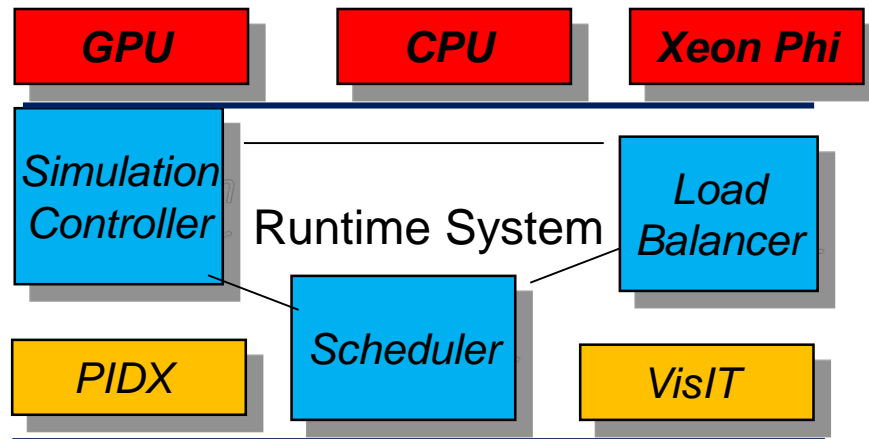 GPU
CPU
Xeon Phi
Simulation
Controller
Runtime System
Load
Balancer
Scheduler
PIDX
VisIT